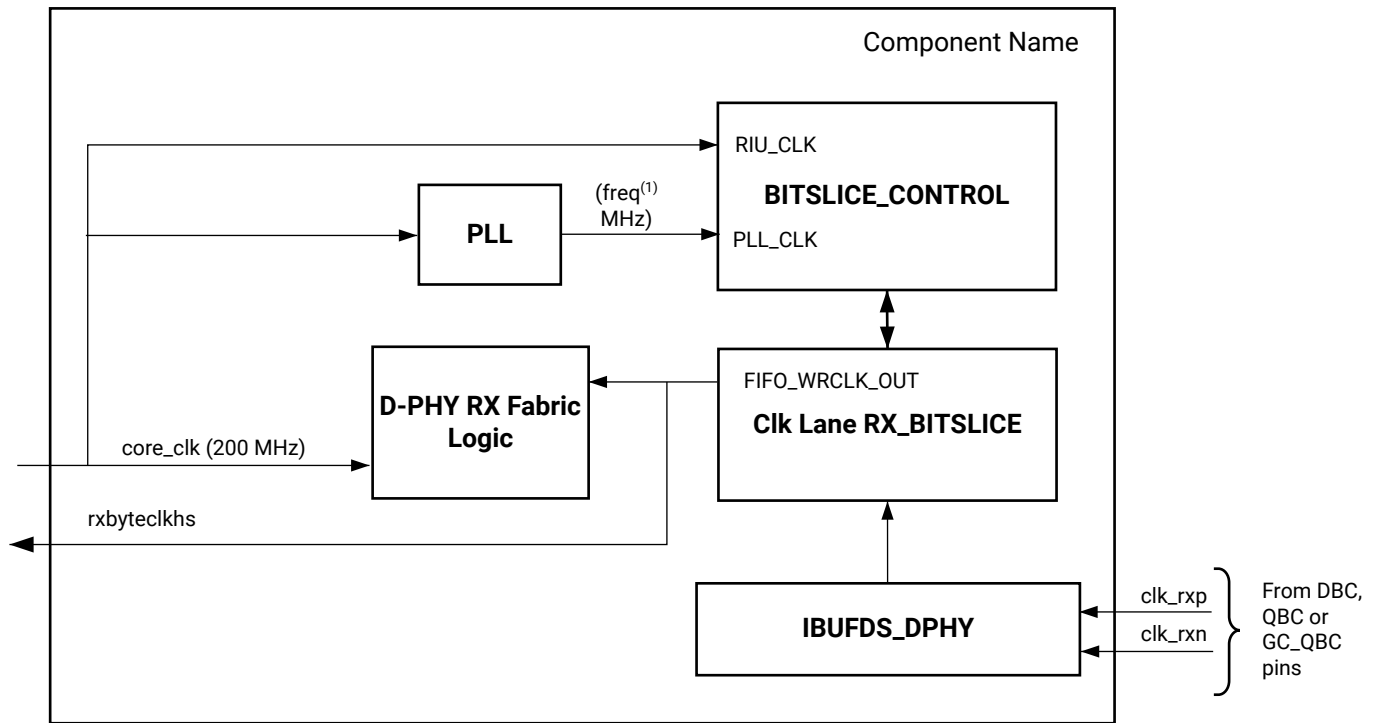 Component Name
RIU_CLK
BITSLICE_CONTROL
(freq(1)
MHz)
PLL
PLL_CLK
FIFO_WRCLK_OUT
D-PHY RX Fabric
Logic
Clk Lane RX_BITSLICE
core_clk (200 MHz)
rxbyteclkhs
clk_rxp
clk_rxn
IBUFDS_DPHY
From DBC,
QBC or
GC_QBC
pins